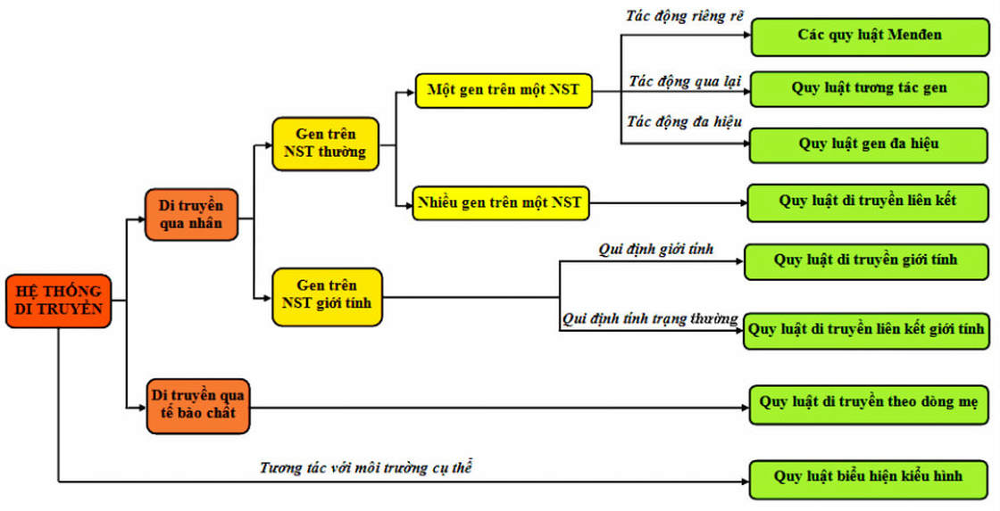 Tác động riêng rẽ
Các quy luật Menđen
Một gen trên một NST
Tác động qua lại
Quy luật tương tác gen
Tác động đa hiệu
Quy luật gen đa hiệu
Gen trên
NST thường
Di truyền
qua nhân
Nhiều gen trên một NST
Quy luật di truyền liên kết
Qui định giới tính
Quy luật di truyền giới tính
Gen trên
NST giới tính
HỆ THỐNG
DI TRUYỀN
Qui định tính trạng thường
Quy luật di truyền liên kết giới tính
Di truyền qua
tế bào chất
Quy luật di truyền theo dòng mẹ
Tương tác với môi trường cụ thể
Quy luật biểu hiện kiểu hình